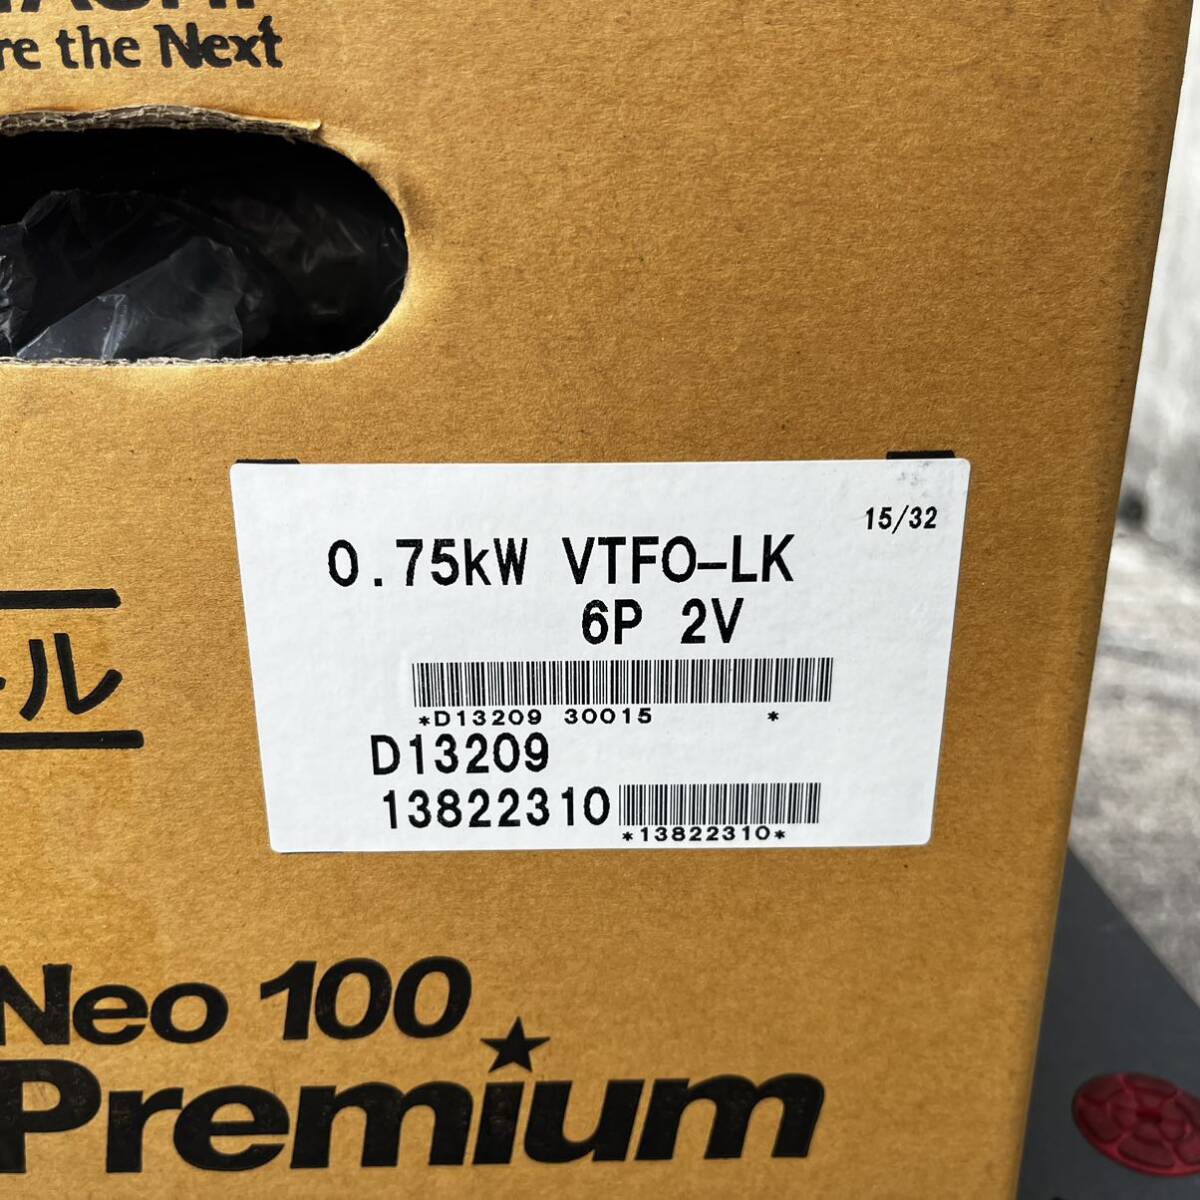 the Next
15/32
0.75kW VTFO-LK
6P 2V
*D13209 30015 *
D13209
13822310
*13822310*
ール
Neo 100
Premium